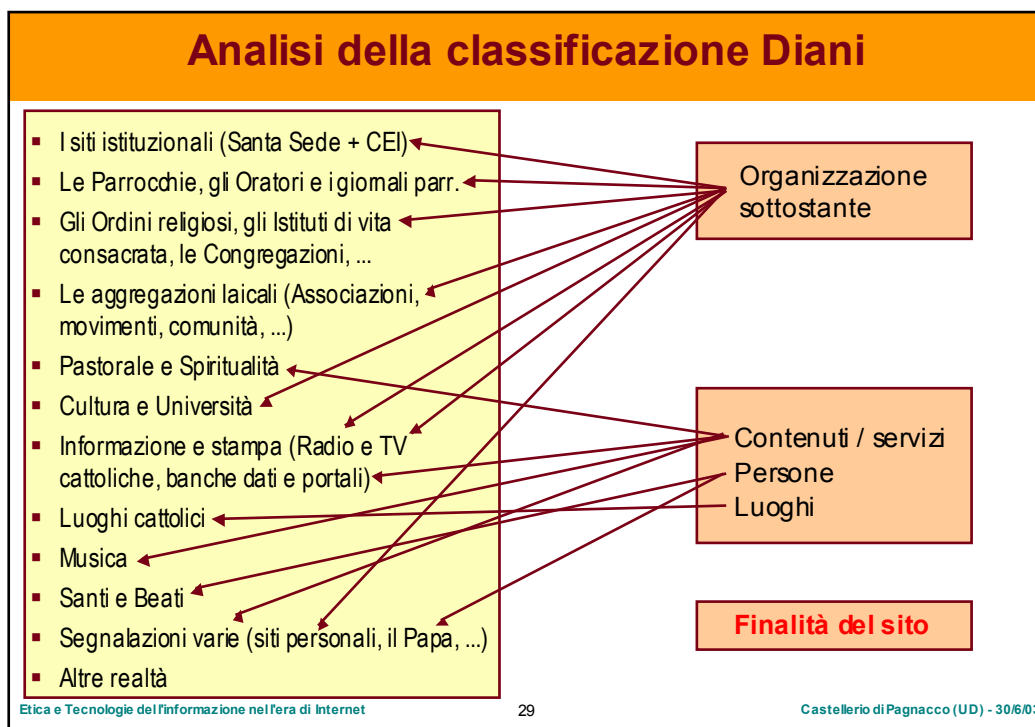 Analisi della classificazione Diani
▪ I siti istituzionali (Santa Sede + CEI)
▪ Le Parrocchie, gli Oratori e i giornali parr.
▪ Gli Ordini religiosi, gli Istituti di vita
consacrata, le Congregazioni, ...
▪ Le aggregazioni laicali (Associazioni,
movimenti, comunità, ...)
▪ Pastorale e Spiritualità
▪ Cultura e Università
▪ Informazione e stampa (Radio e TV
cattoliche, banche dati e portali)
▪ Luoghi cattolici
▪ Musica
▪ Santi e Beati
▪ Segnalazioni varie (siti personali, il Papa, ...)
▪ Altre realtà
Organizzazione
sottostante
Contenuti / servizi
Persone
Luoghi
Finalità del sito
Etica e Tecnologie dell'informazione nell'era di Internet
29
Castellerio di Pagnacco (UD) - 30/6/03